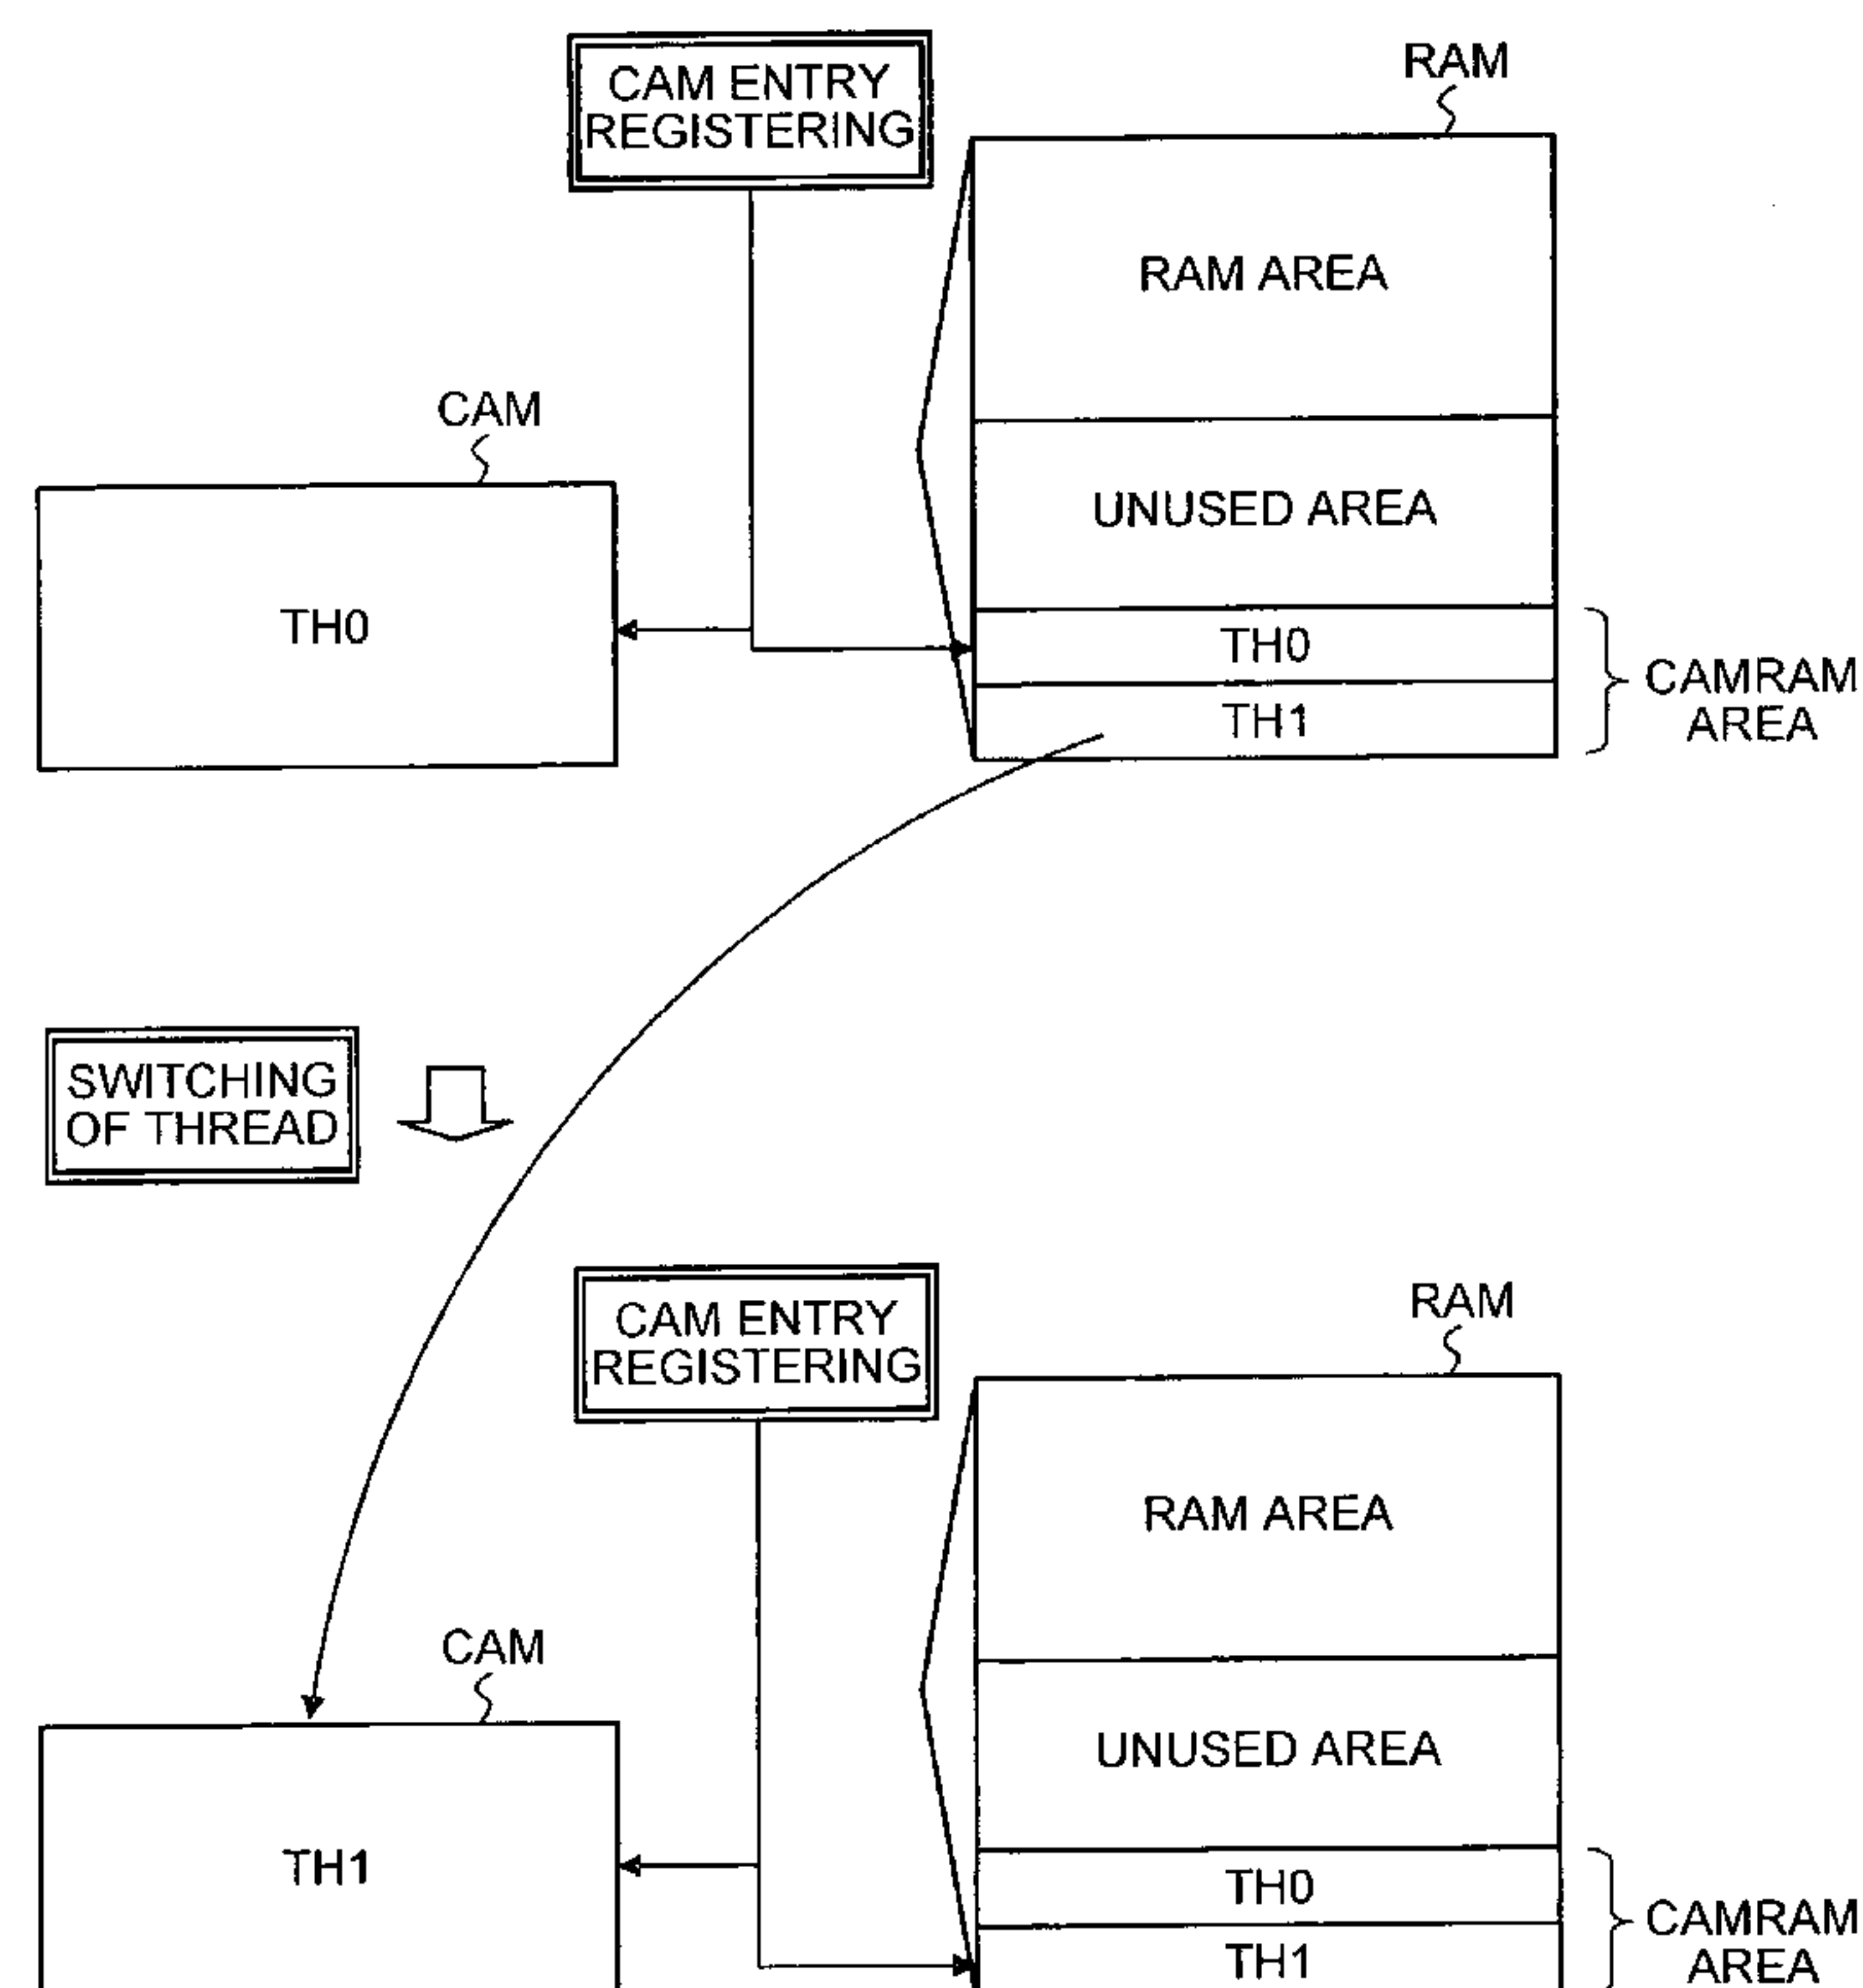 CAM ENTRY
REGISTERING
RAM
RAM AREA
CAM
UNUSED AREA
TH0
TH0
TH1
CAMRAM
AREA
SWITCHING
OF THREAD
CAM ENTRY
REGISTERING
RAM
RAM AREA
CAM
UNUSED AREA
TH1
TH0
TH1
CAMRAM
AREA